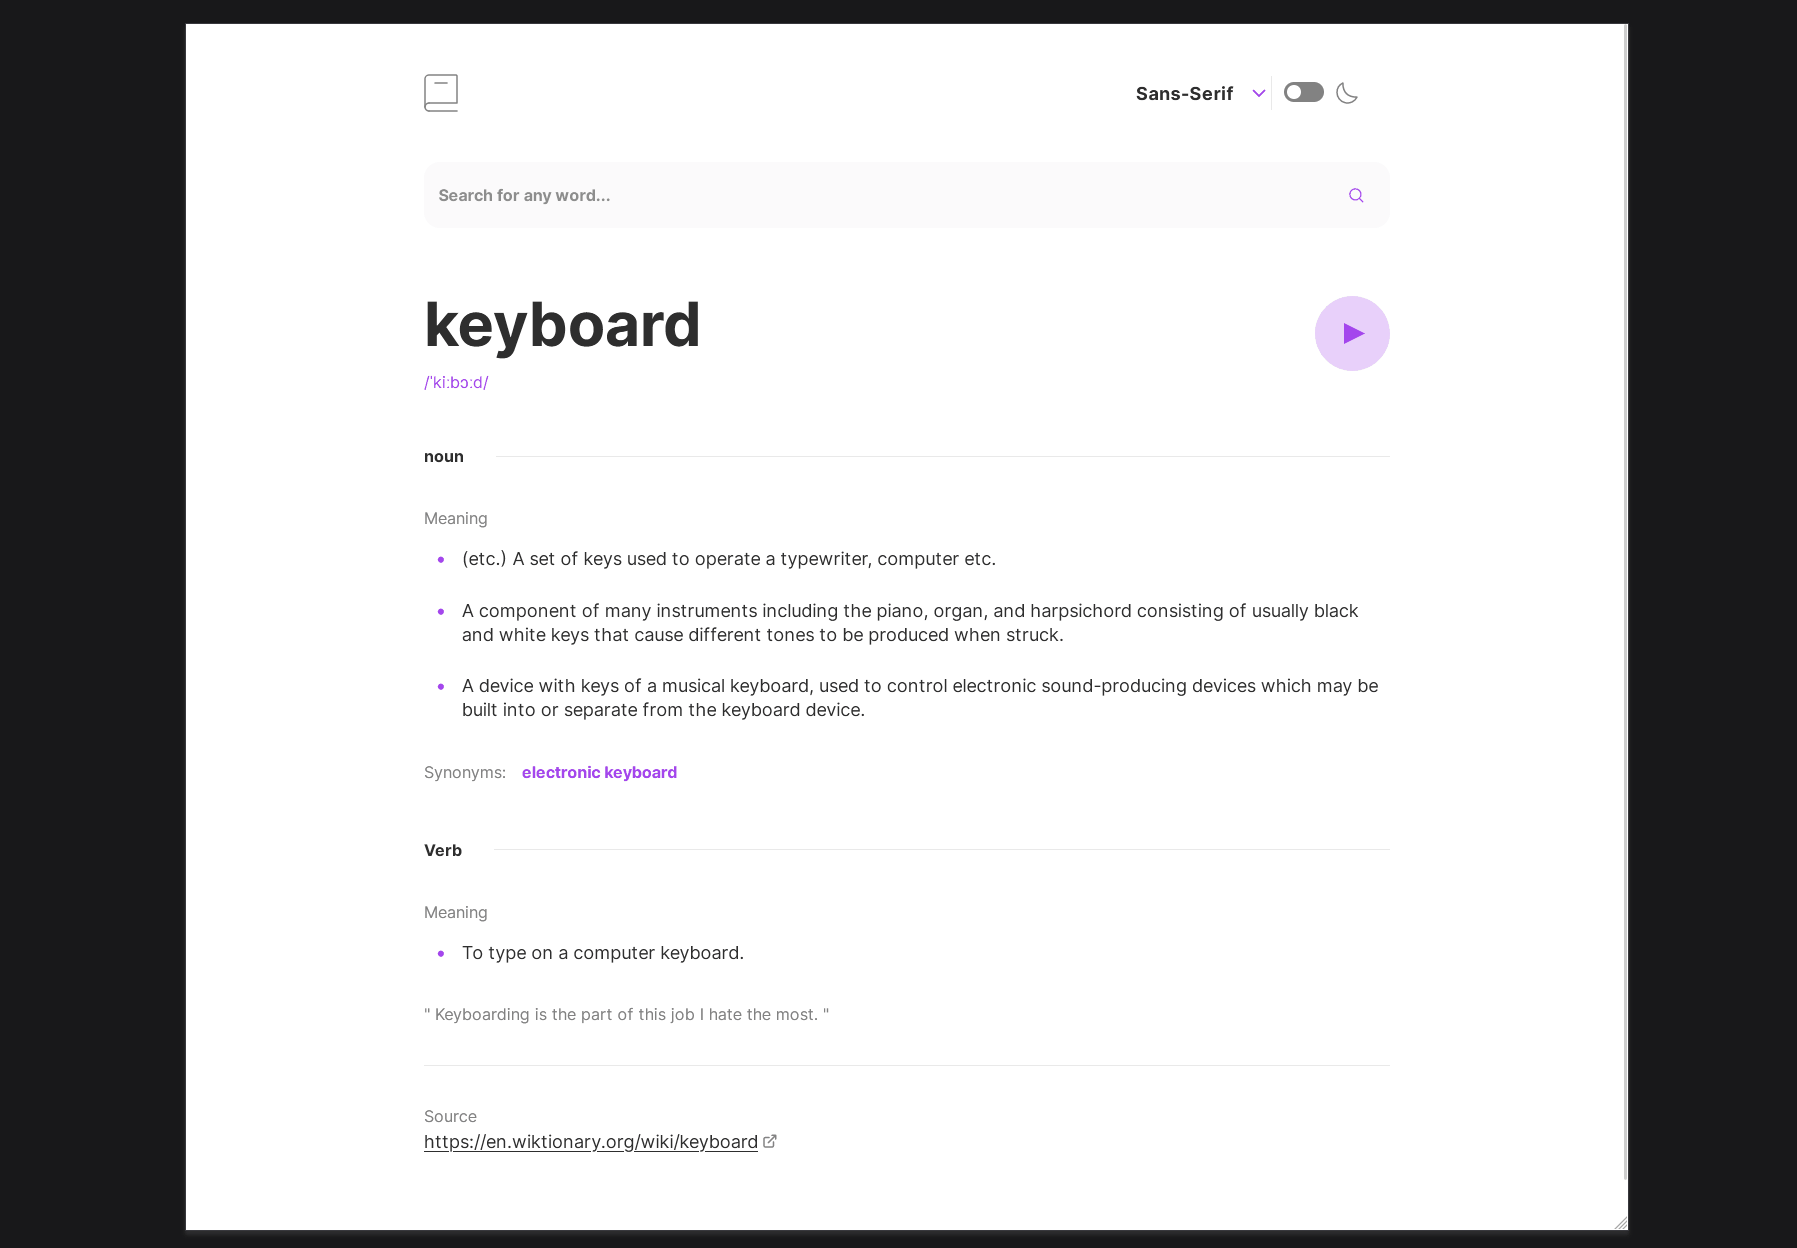 Sans-Serif
Search for any word...
keyboard
/ˈkiːbɔːd/
noun
Meaning
(etc.) A set of keys used to operate a typewriter, computer etc.
A component of many instruments including the piano, organ, and harpsichord consisting of usually black
and white keys that cause different tones to be produced when struck.
A device with keys of a musical keyboard, used to control electronic sound-producing devices which may be
built into or separate from the keyboard device.
Synonyms: electronic keyboard
Verb
Meaning
To type on a computer keyboard.
" Keyboarding is the part of this job I hate the most. "
Source
https://en.wiktionary.org/wiki/keyboard